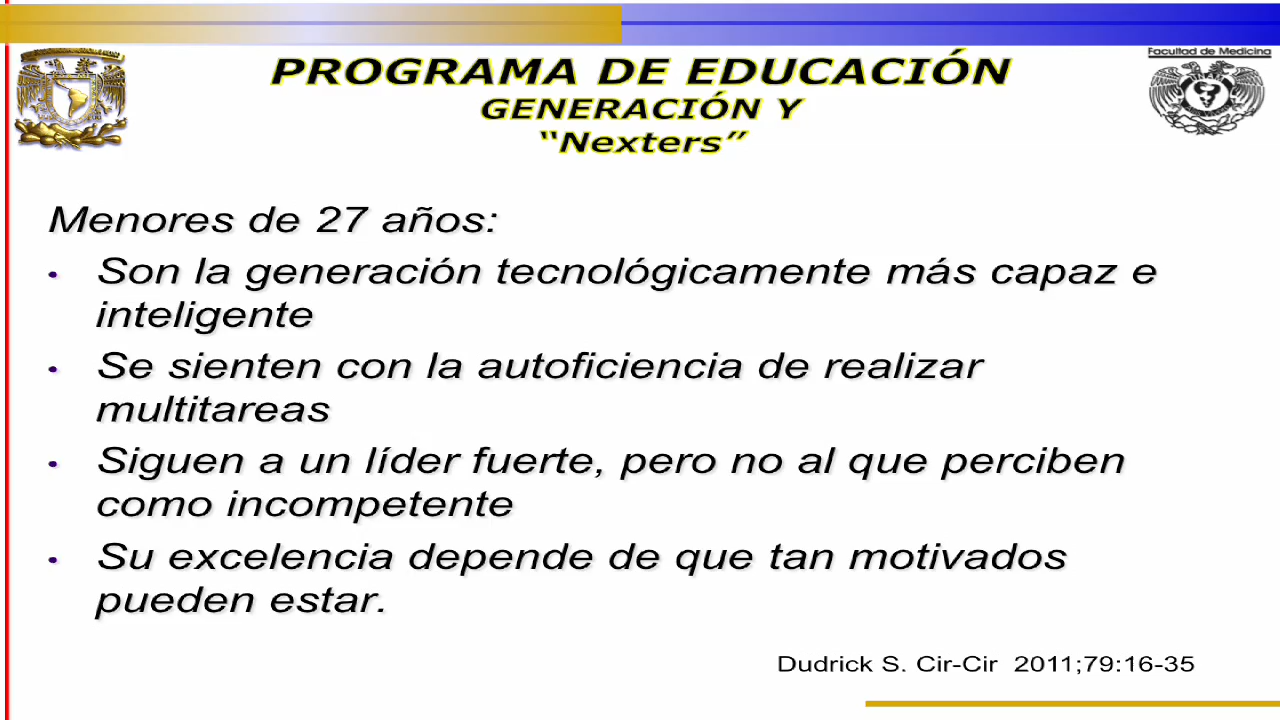 Facultad de Medicina
PROGRAMA DE EDUCACIÓN
GENERACIÓN Y
“Nexters”
Menores de 27 años:
• Son la generación tecnológicamente más capaz e
inteligente
• Se sienten con la autoficiencia de realizar
multitareas
• Siguen a un líder fuerte, pero no al que perciben
como incompetente
• Su excelencia depende de que tan motivados
pueden estar.
Dudrick S. Cir-Cir 2011;79:16-35